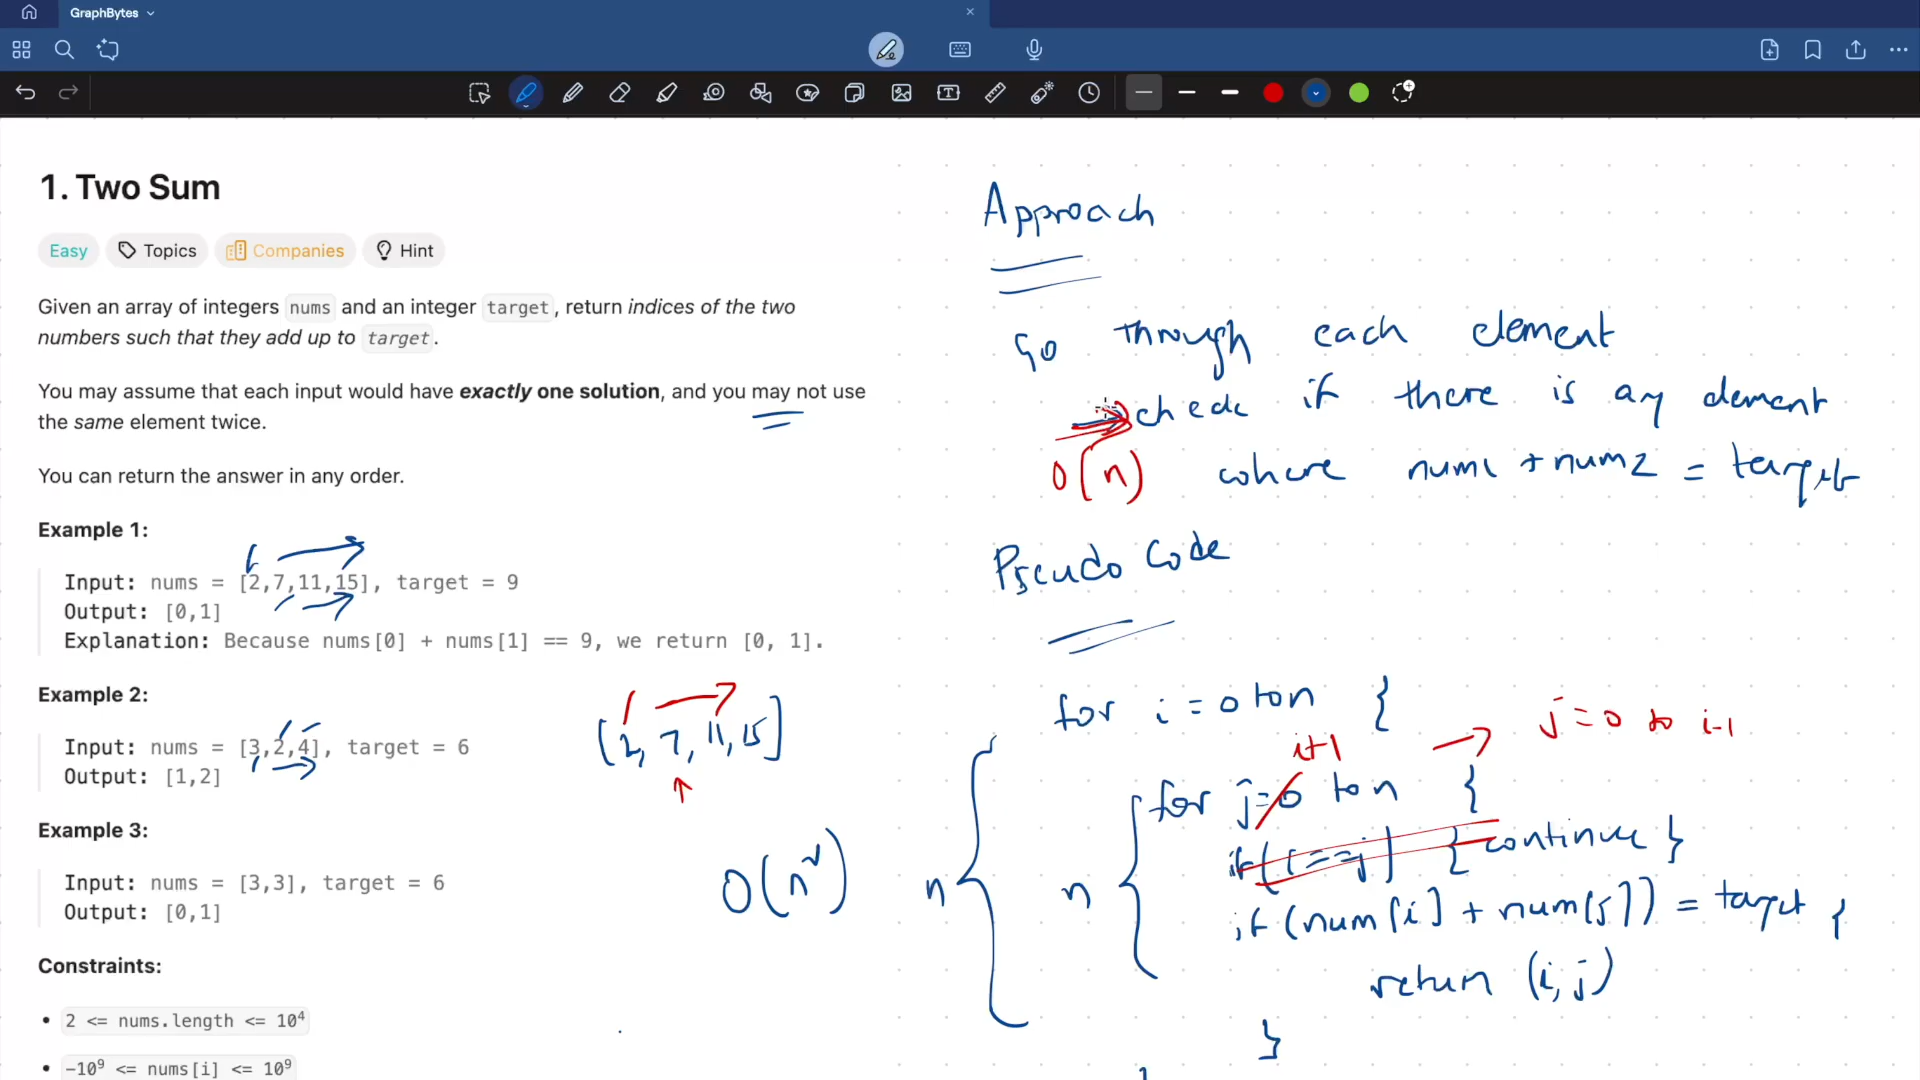 GraphBytes
1. Two Sum
Easy Topics Companies Hint
Given an array of integers nums and an integer target, return indices of the two
numbers such that they add up to target.
You may assume that each input would have exactly one solution, and you may not use
the same element twice.
You can return the answer in any order.
Example 1:
Input: nums = [2,7,11,15], target = 9
Output: [0,1]
Explanation: Because nums[0] + nums[1] == 9, we return [0, 1].
Example 2:
Input: nums = [3,2,4], target = 6
Output: [1,2]
Example 3:
Input: nums = [3,3], target = 6
Output: [0,1]
Constraints:
• 2 <= nums.length <= 10⁴
• -10⁹ <= nums[i] <= 10⁹
[2, 7, 11, 15]
O(n²)
Approach
Go through each element
check if there is any element
O(n) where num1 + num2 = target
Pseudo Code
for i = 0 to n {
i+1 → j = 0 to i-1
n n for j=0 to n {
if (i==j) { continue }
if (num[i] + num[j]) = target {
return (i,j)
}